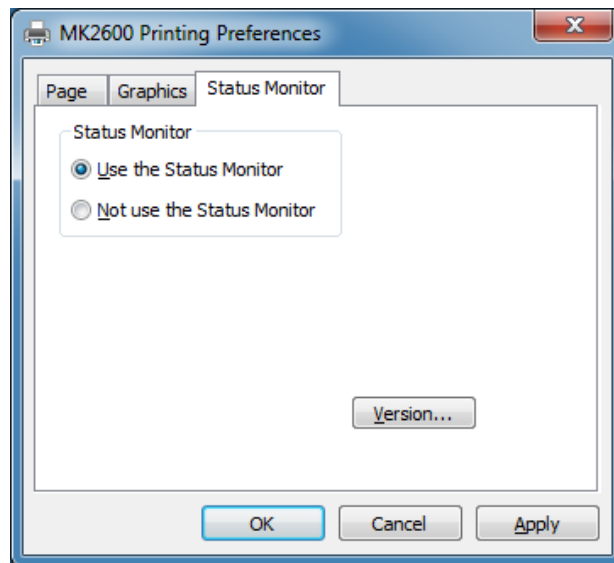 MK2600 Printing Preferences
Page Graphics Status Monitor
Status Monitor
Use the Status Monitor
Not use the Status Monitor
Version...
OK Cancel Apply